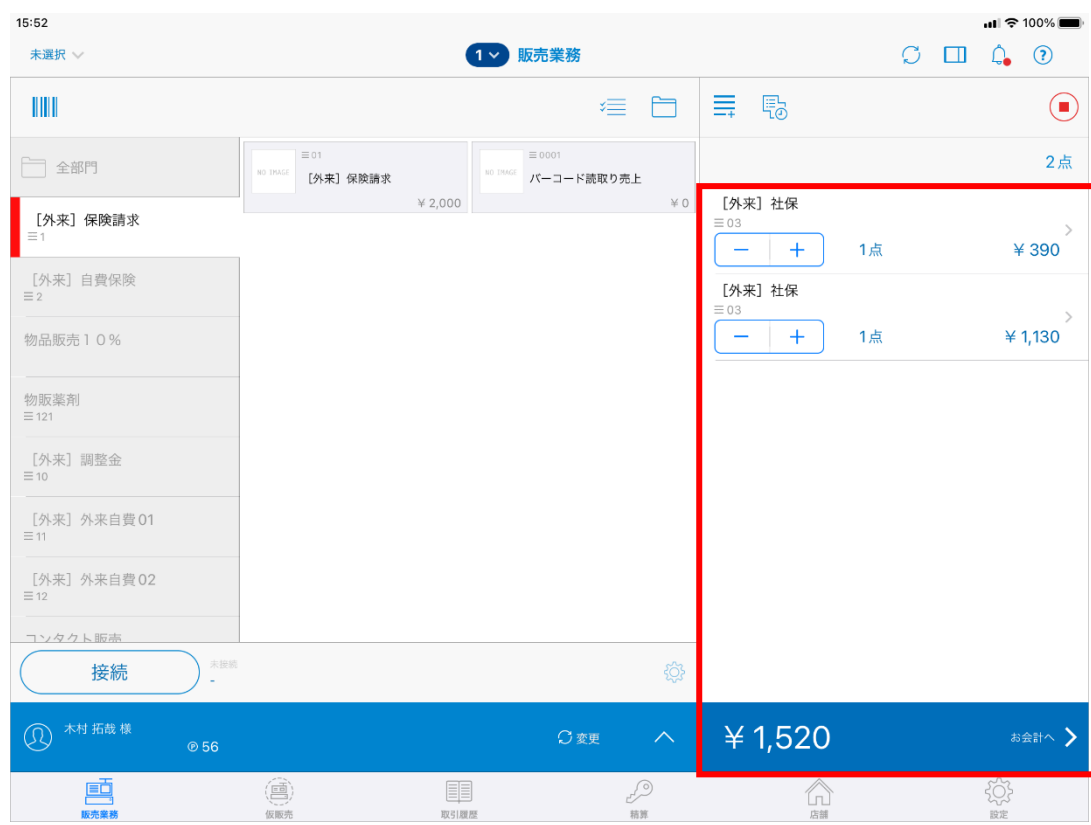 15:52
100%
未選択
1
販売業務
2点
全部門
[外来] 保険請求
1
[外来] 自費保険
2
物品販売10%
物販薬剤
121
[外来] 調整金
10
[外来] 外来自費01
11
[外来] 外来自費02
12
コンタクト販売
NO IMAGE
01
[外来] 保険請求
¥ 2,000
NO IMAGE
0001
バーコード読取り売上
¥ 0
[外来] 社保
03
− + 1点 ¥ 390
[外来] 社保
03
− + 1点 ¥ 1,130
接続
未接続
-
木村 拓哉 様
Ⓟ 56
変更
¥ 1,520
お会計へ
販売業務
仮販売
取引履歴
精算
店舗
設定